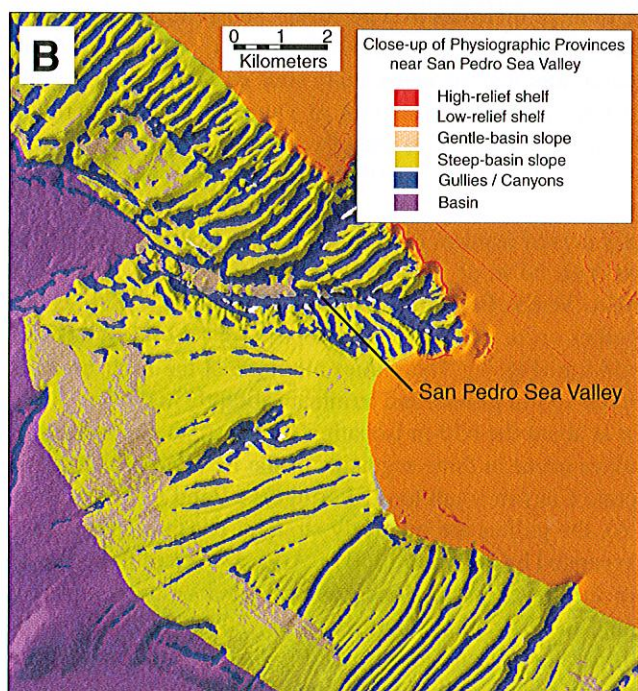 B
0 1 2
Kilometers
Close-up of Physiographic Provinces
near San Pedro Sea Valley
High-relief shelf
Low-relief shelf
Gentle-basin slope
Steep-basin slope
Gullies / Canyons
Basin
San Pedro Sea Valley